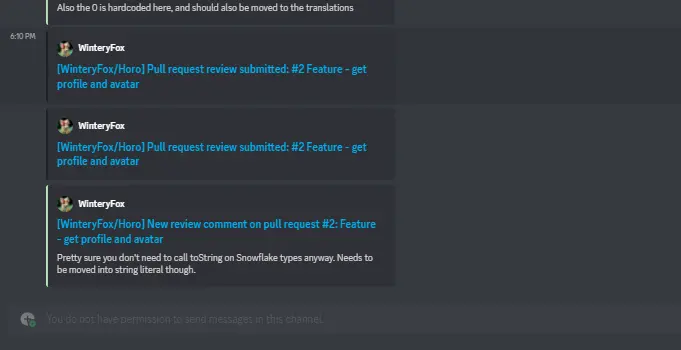 Also the 0 is hardcoded here, and should also be moved to the translations
6:10 PM
WinteryFox
[WinteryFox/Horo] Pull request review submitted: #2 Feature - get
profile and avatar
WinteryFox
[WinteryFox/Horo] Pull request review submitted: #2 Feature - get
profile and avatar
WinteryFox
[WinteryFox/Horo] New review comment on pull request #2: Feature
- get profile and avatar
Pretty sure you don't need to call toString on Snowflake types anyway. Needs to
be moved into string literal though.
You do not have permission to send messages in this channel.